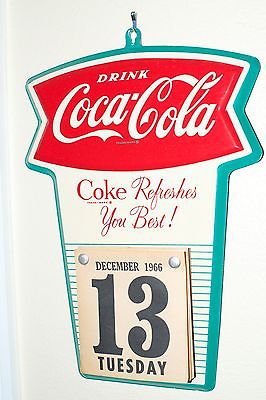 DRINK
Coca-Cola
Coke Refreshes
You Best!
DECEMBER 1966
13
TUESDAY